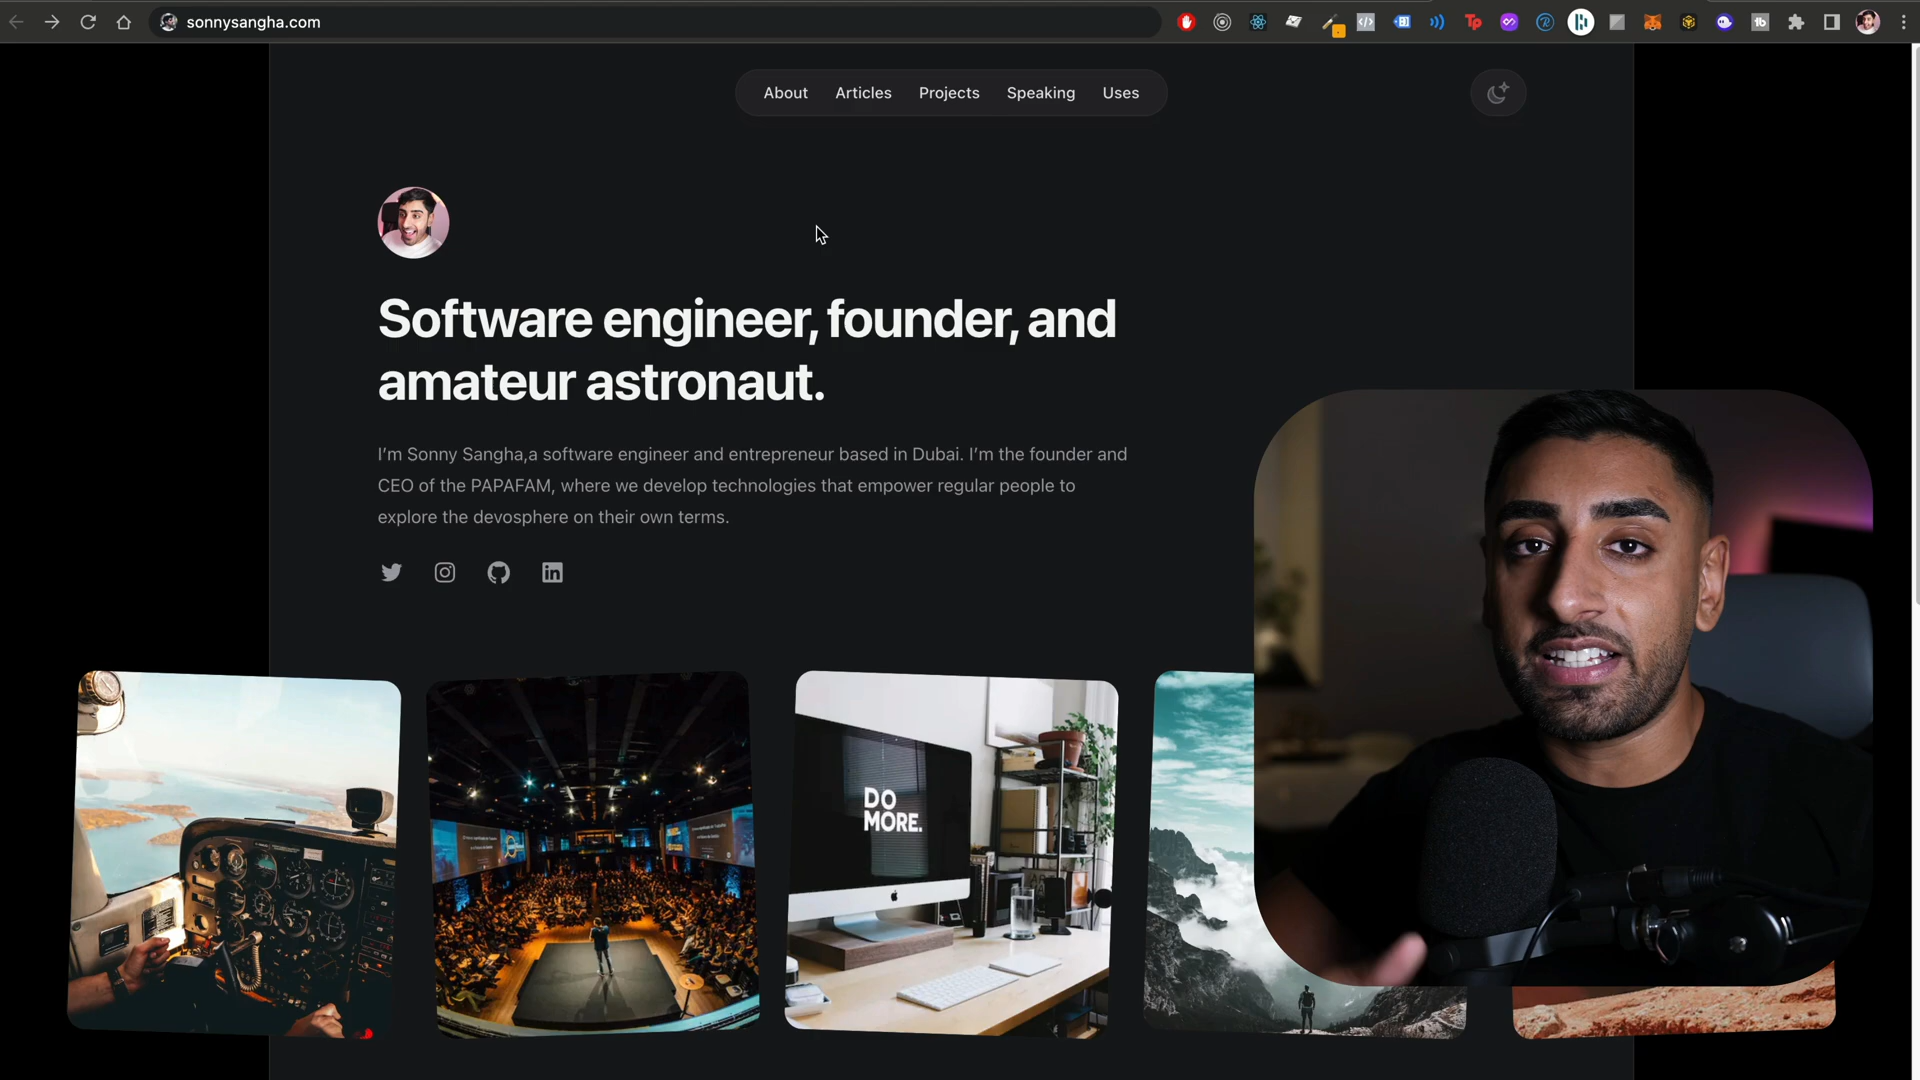 sonnysangha.com
About Articles Projects Speaking Uses
Software engineer, founder, and
amateur astronaut.
I'm Sonny Sangha,a software engineer and entrepreneur based in Dubai. I'm the founder and
CEO of the PAPAFAM, where we develop technologies that empower regular people to
explore the devosphere on their own terms.
DO
MORE.